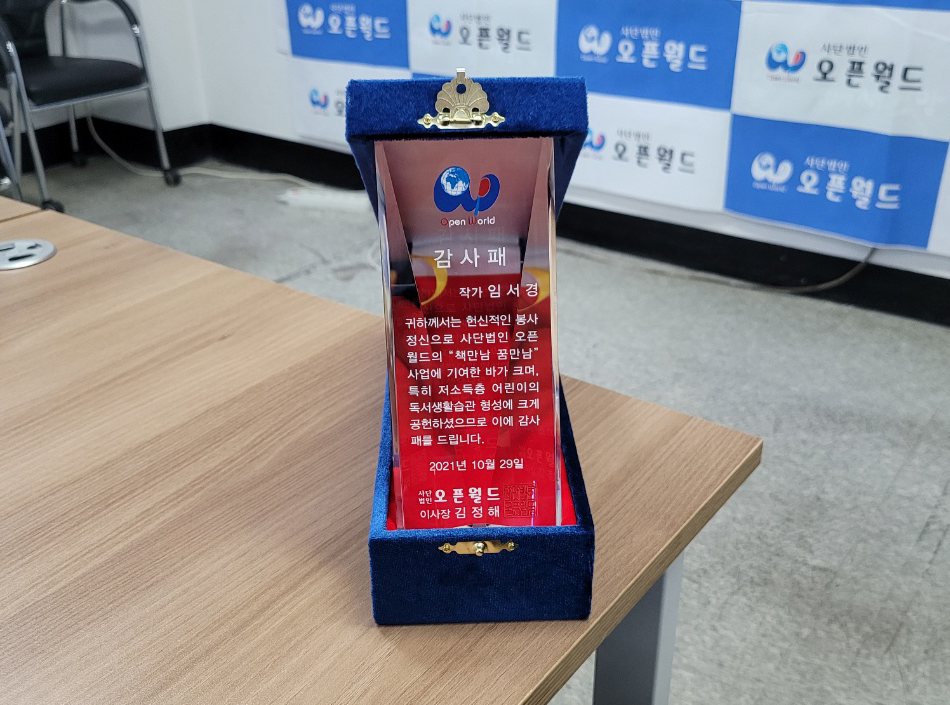 사단법인
오픈월드
사단법인
오픈월드
사단법인
오픈월드
사단법인
오픈월드
사단법인
오픈월드
사단법인
오픈월드
Open World
감사패
작가 임서경
귀하께서는 헌신적인 봉사
정신으로 사단법인 오픈
월드의 “책만남 꿈만남”
사업에 기여한 바가 크며,
특히 저소득층 어린이의
독서생활습관 형성에 크게
공헌하셨으므로 이에 감사
패를 드립니다.
2021년 10월 29일
사단법인 오픈월드
이사장 김정해